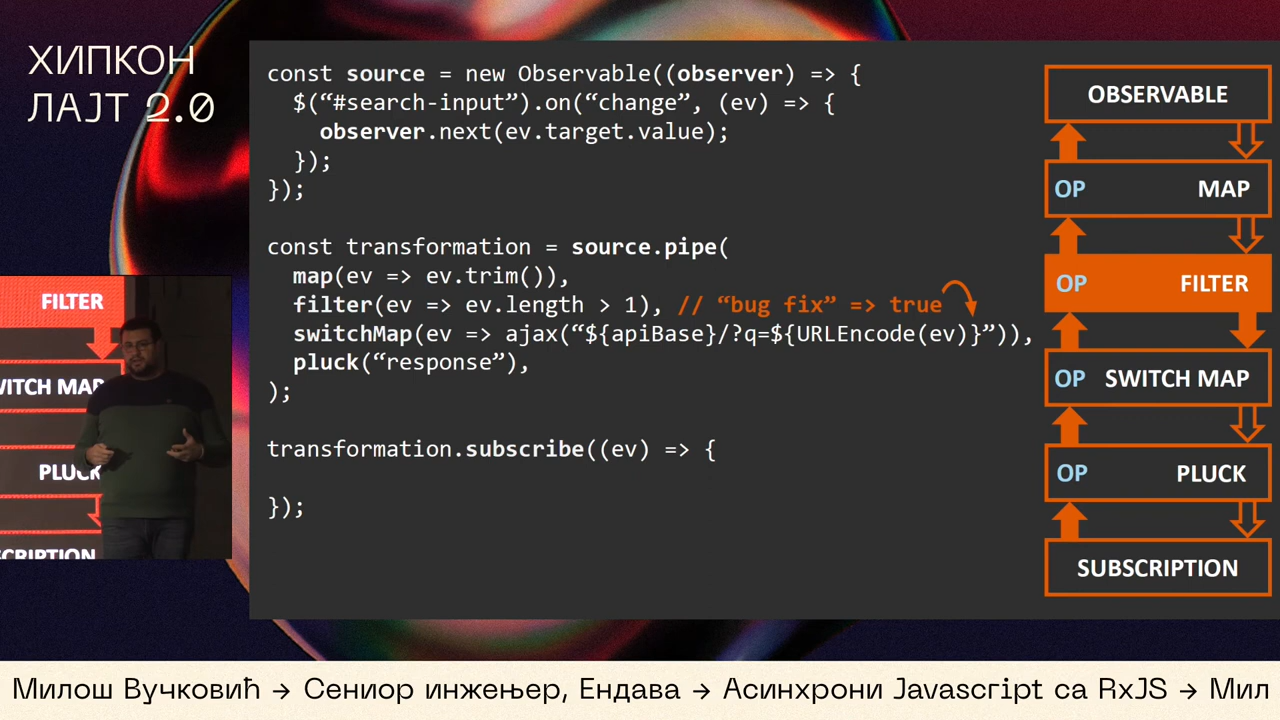 ХИПКОН
ЛАЈТ 2.0
const source = new Observable((observer) => {
$(“#search-input”).on(“change”, (ev) => {
observer.next(ev.target.value);
});
});
const transformation = source.pipe(
map(ev => ev.trim()),
filter(ev => ev.length > 1), // “bug fix” => true
switchMap(ev => ajax(“${apiBase}/?q=${URLEncode(ev)}”)),
pluck(“response”),
);
transformation.subscribe((ev) => {
});
OBSERVABLE
OP MAP
OP FILTER
OP SWITCH MAP
OP PLUCK
SUBSCRIPTION
FILTER
WITCH MAP
PLUCK
SCRIPTION
Милош Вучковић → Сениор инжењер, Ендава → Асинхрони Javascript са RxJS → Мил